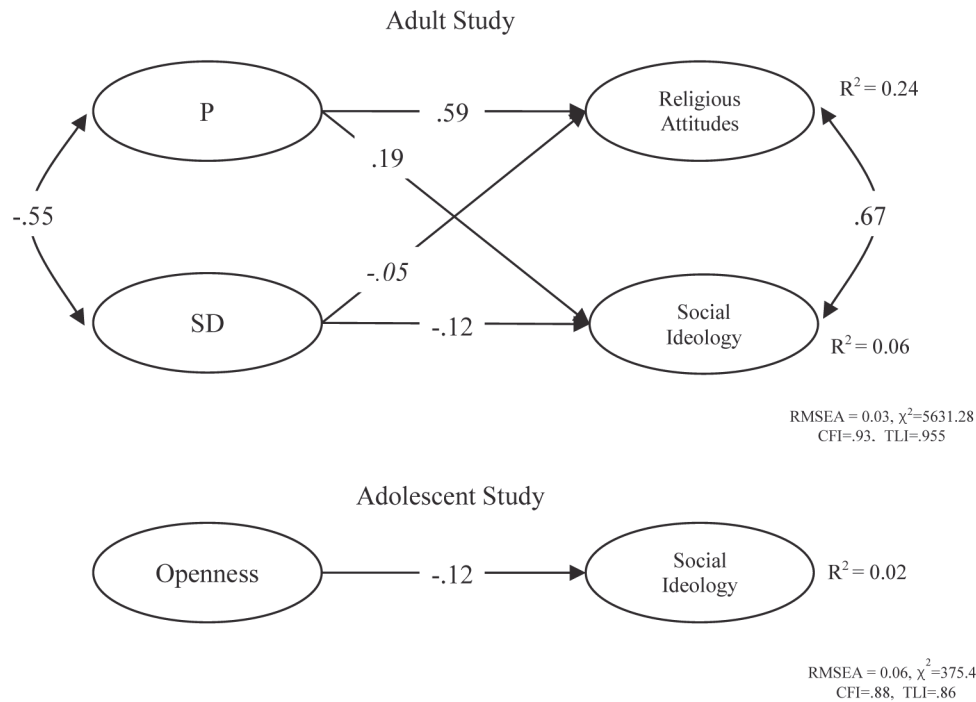 Adult Study
P
.59
Religious
Attitudes
R² = 0.24
.19
-.55
.67
-.05
SD
-.12
Social
Ideology
R² = 0.06
RMSEA = 0.03, χ²=5631.28
CFI=.93, TLI=.955
Adolescent Study
Openness
-.12
Social
Ideology
R² = 0.02
RMSEA = 0.06, χ²=375.4
CFI=.88, TLI=.86